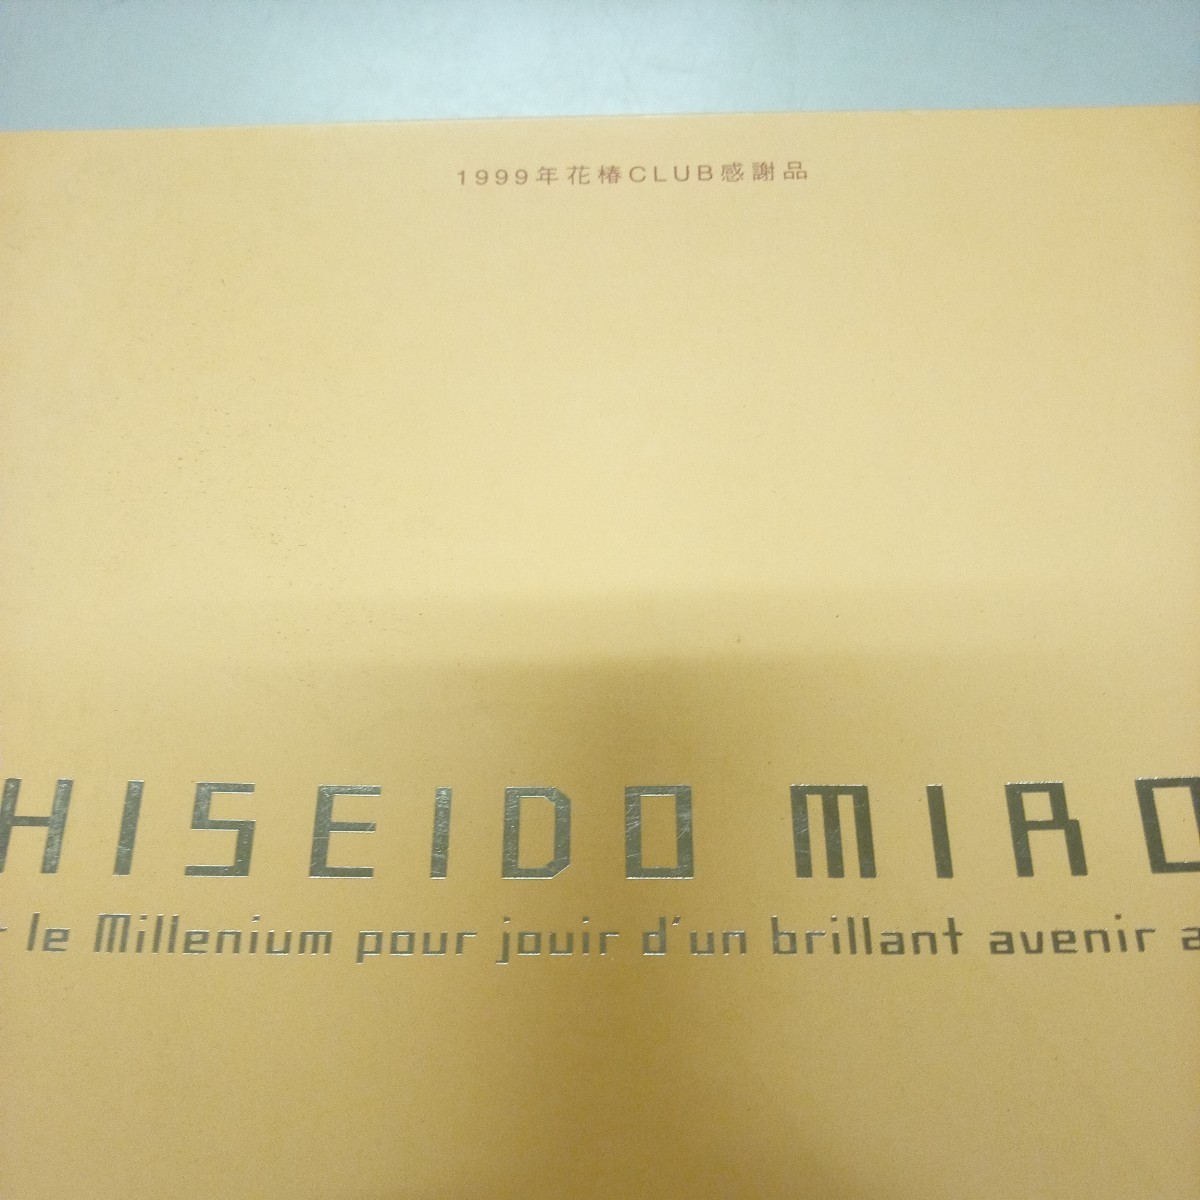 1999年花椿CLUB感謝品
HISEIDO MIRO
le Millenium pour jouir d'un brillant avenir a